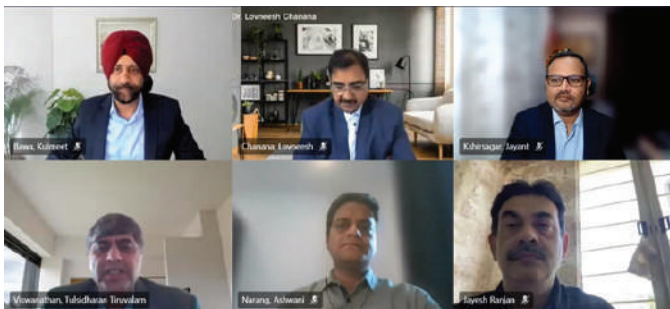 Dr. Lovneesh Chanana
Bawa, Kulmeet
Chanana, Lovneesh
Kshirsagar, Jayant
Viswanathan, Tulsidharan Tiruvalam
Narang, Ashwani
Jayesh Ranjan